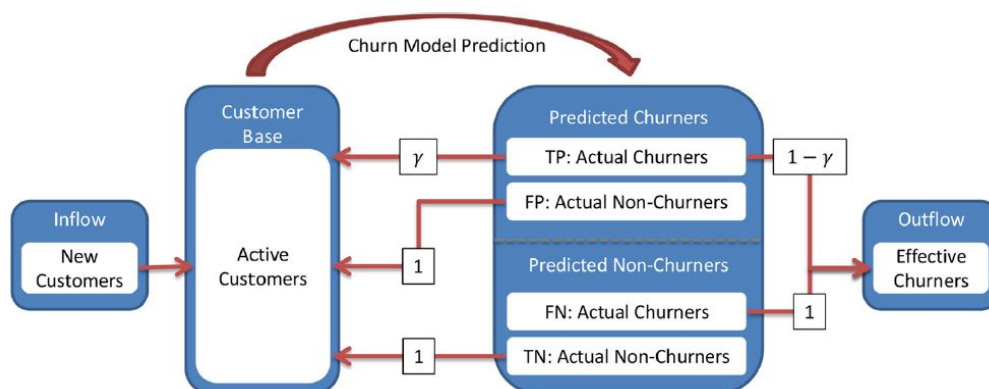 Churn Model Prediction
Inflow
New
Customers
Customer
Base
Active
Customers
γ
1
1
Predicted Churners
TP: Actual Churners
FP: Actual Non-Churners
Predicted Non-Churners
FN: Actual Churners
TN: Actual Non-Churners
1 − γ
1
Outflow
Effective
Churners